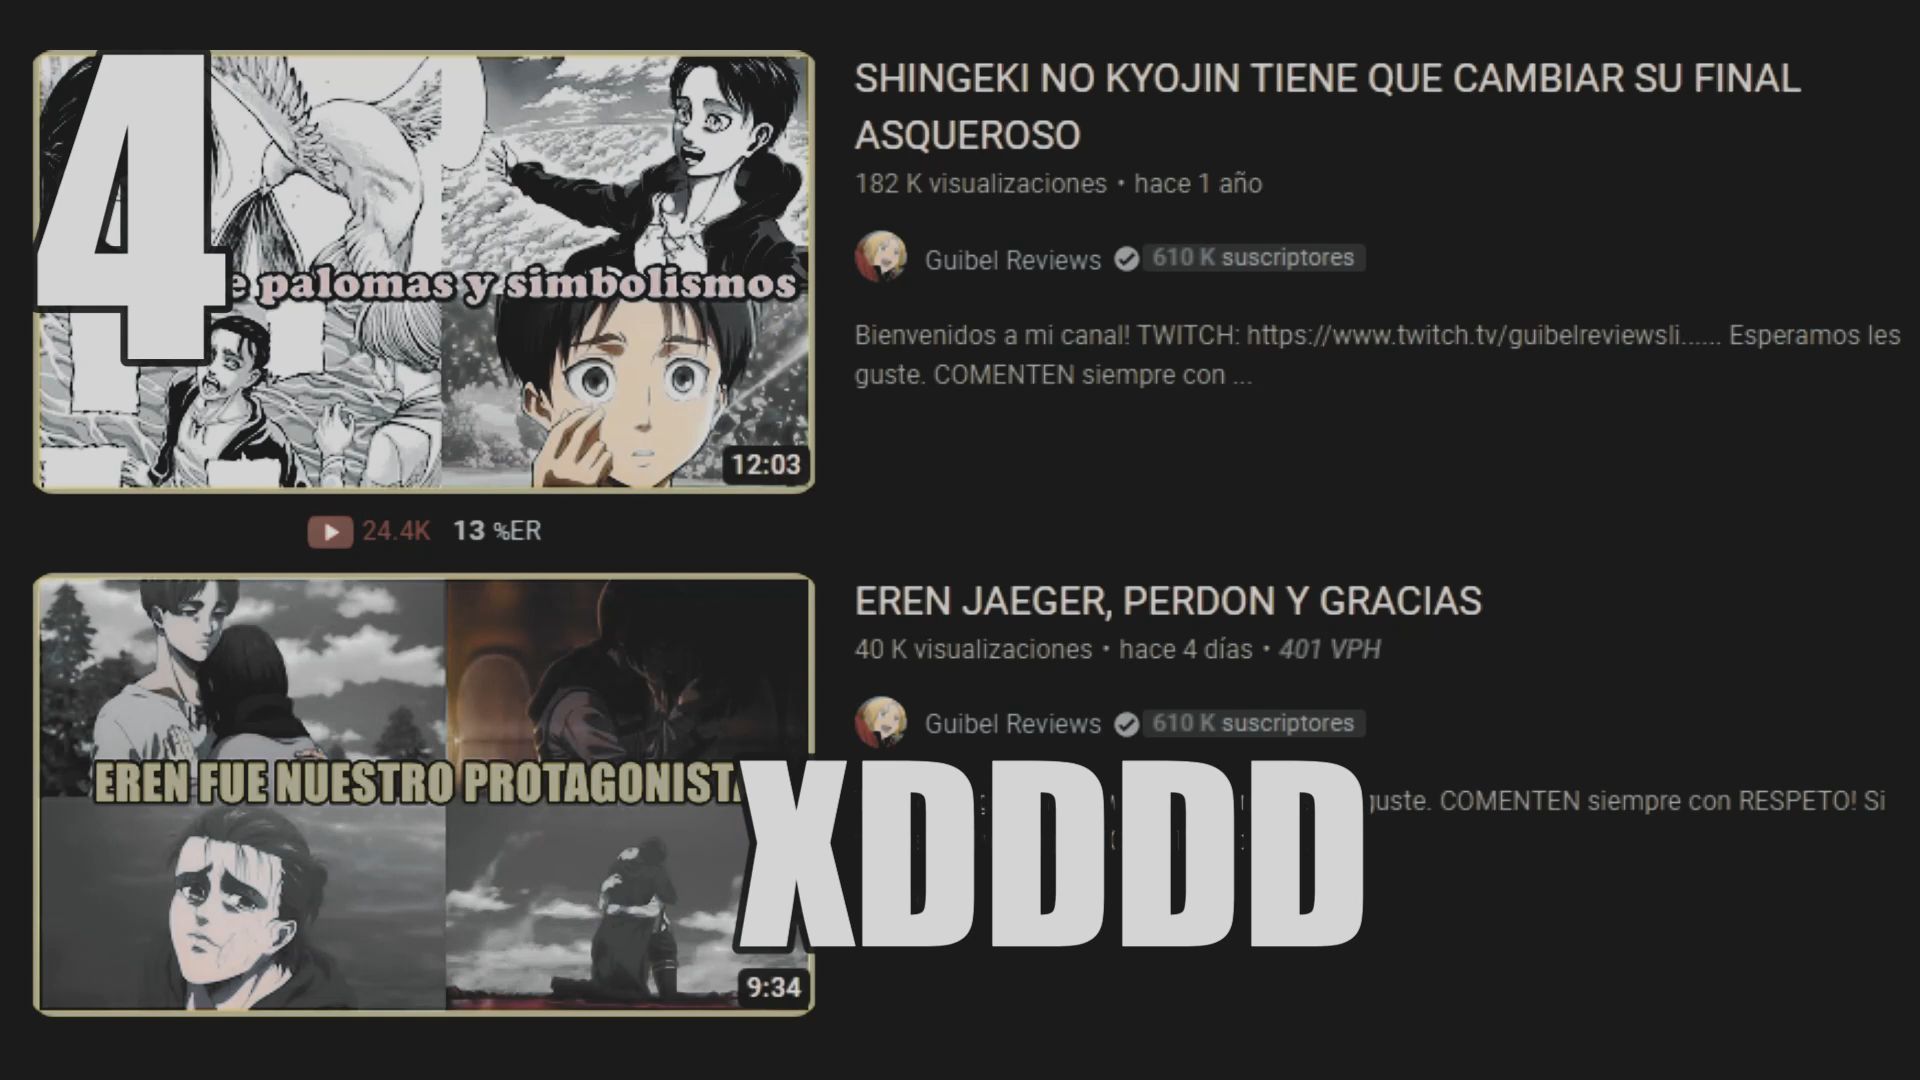 4
SHINGEKI NO KYOJIN TIENE QUE CAMBIAR SU FINAL
ASQUEROSO
182 K visualizaciones • hace 1 año
Guibel Reviews 610 K suscriptores
e palomas y simbolismos
Bienvenidos a mi canal! TWITCH: https://www.twitch.tv/guibelreviewsli...... Esperamos les
guste. COMENTEN siempre con ...
12:03
24.4K 13 %ER
EREN JAEGER, PERDON Y GRACIAS
40 K visualizaciones • hace 4 días • 401 VPH
Guibel Reviews 610 K suscriptores
EREN FUE NUESTRO PROTAGONISTA
guste. COMENTEN siempre con RESPETO! Si
XDDDD
9:34